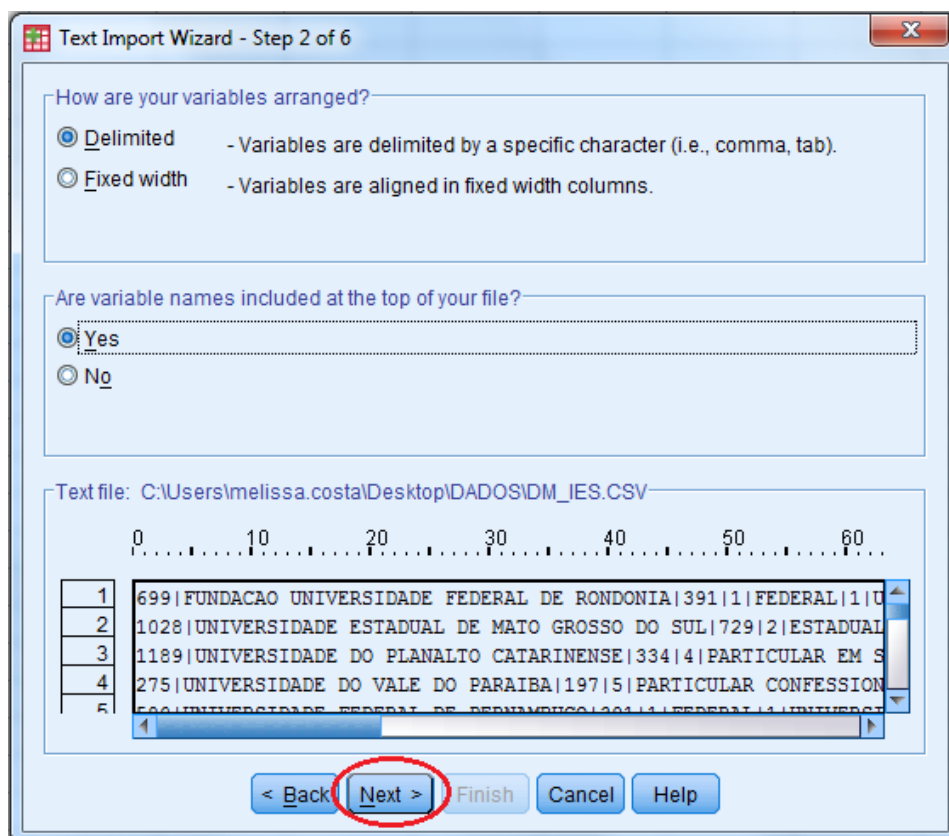 Text Import Wizard - Step 2 of 6
How are your variables arranged?
Delimited - Variables are delimited by a specific character (i.e., comma, tab).
Fixed width - Variables are aligned in fixed width columns.
Are variable names included at the top of your file?
Yes
No
Text file: C:\Users\melissa.costa\Desktop\DADOS\DM_IES.CSV
0 10 20 30 40 50 60
1 699|FUNDACAO UNIVERSIDADE FEDERAL DE RONDONIA|391|1|FEDERAL|1|U
2 1028|UNIVERSIDADE ESTADUAL DE MATO GROSSO DO SUL|729|2|ESTADUAL
3 1189|UNIVERSIDADE DO PLANALTO CATARINENSE|334|4|PARTICULAR EM S
4 275|UNIVERSIDADE DO VALE DO PARAIBA|197|5|PARTICULAR CONFESSION
5 UNIVERSIDADE FEDERAL DE PERNAMBUCO
< Back Next > Finish Cancel Help